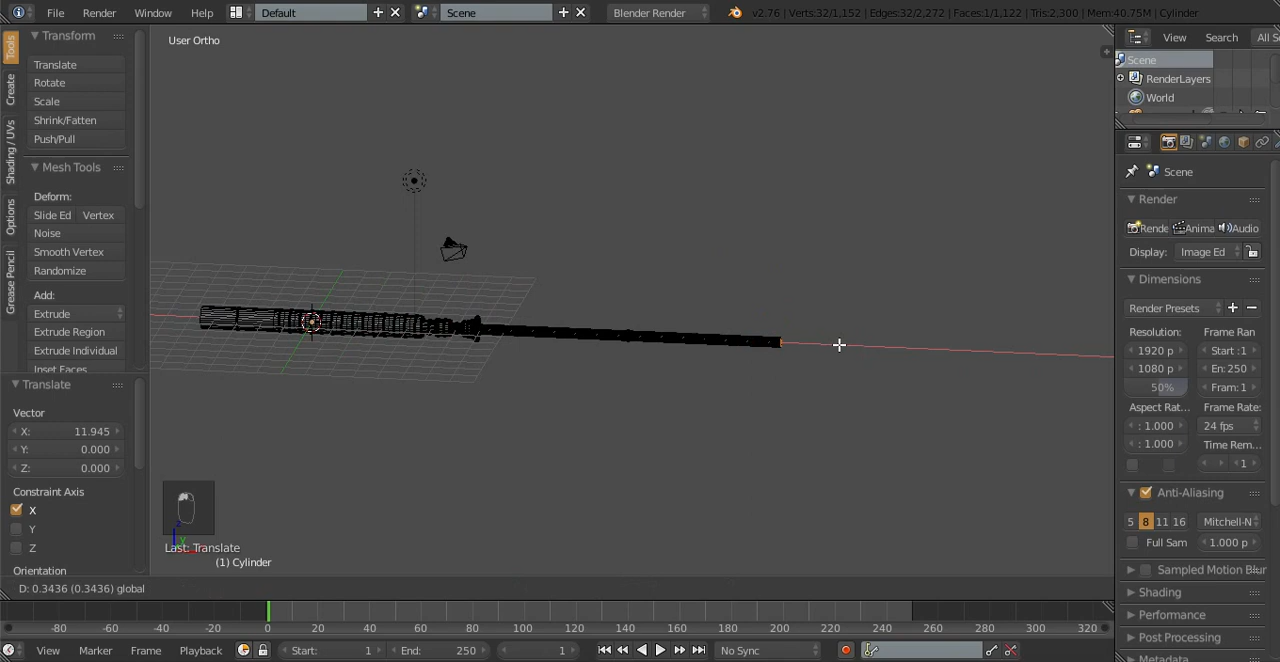 File Render Window Help Default Scene Blender Render v2.76 | Verts:32/1,152 | Edges:32/2,272 | Faces:1/1,122 | Tris:2,300 | Mem:40.75M | Cylinder
Tools
Create
Shading / UVs
Options
Grease Pencil
Transform
Translate
Rotate
Scale
Shrink/Fatten
Push/Pull
Mesh Tools
Deform:
Slide Ed Vertex
Noise
Smooth Vertex
Randomize
Add:
Extrude
Extrude Region
Extrude Individual
Inset Faces
Translate
Vector
X: 11.945
Y: 0.000
Z: 0.000
Constraint Axis
X
Y
Z
Orientation
User Ortho
Last: Translate
(1) Cylinder
D: 0.3436 (0.3436) global
View Search All S
Scene
RenderLayers
World
Scene
Render
Rende Anima Audio
Display: Image Ed
Dimensions
Render Presets
Resolution: Frame Ran
1920 p Start :1
1080 p En: 250
50% Fram: 1
Aspect Rat... Frame Rate:
: 1.000 24 fps
: 1.000 Time Rem...
1
Anti-Aliasing
5 8 11 16 Mitchell-N
Full Sam 1.000 p
Sampled Motion Blur
Shading
Performance
Post Processing
Metadata
-80 -60 -40 -20 0 20 40 60 80 100 120 140 160 180 200 220 240 260 280 300 320
View Marker Frame Playback Start: 1 End: 250 1 No Sync